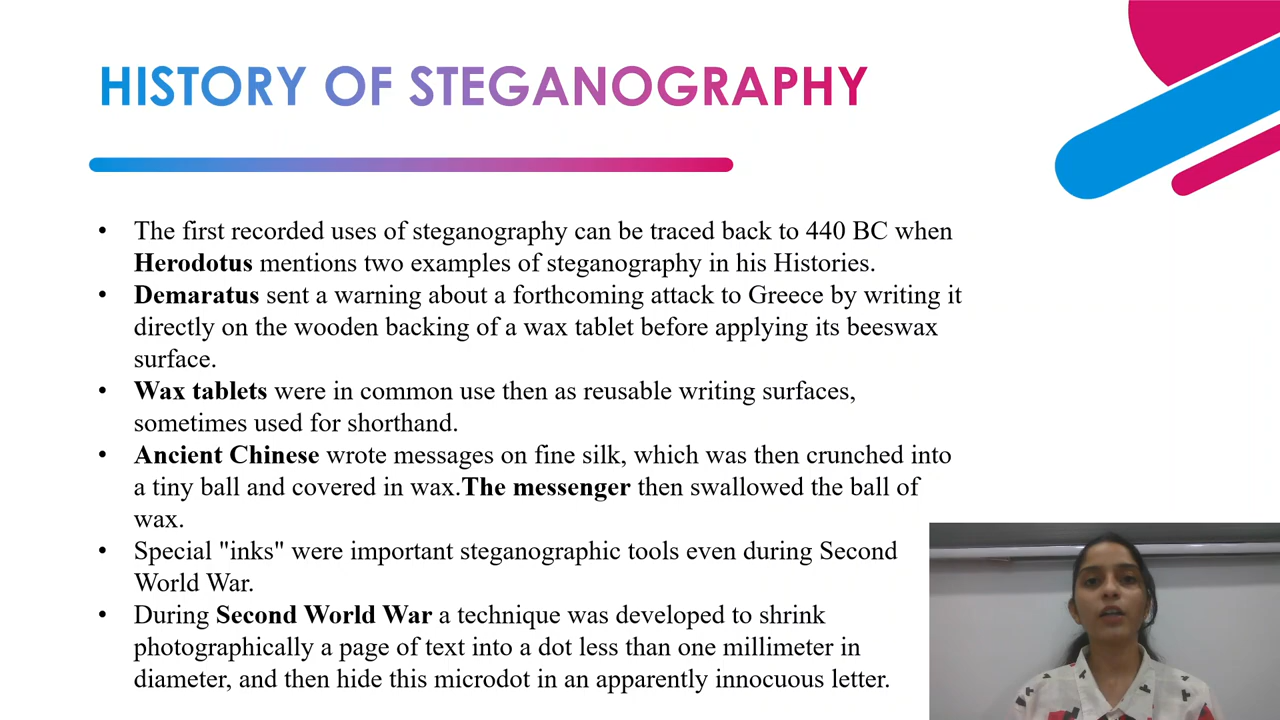 HISTORY OF STEGANOGRAPHY
• The first recorded uses of steganography can be traced back to 440 BC when
Herodotus mentions two examples of steganography in his Histories.
• Demaratus sent a warning about a forthcoming attack to Greece by writing it
directly on the wooden backing of a wax tablet before applying its beeswax
surface.
• Wax tablets were in common use then as reusable writing surfaces,
sometimes used for shorthand.
• Ancient Chinese wrote messages on fine silk, which was then crunched into
a tiny ball and covered in wax.The messenger then swallowed the ball of
wax.
• Special "inks" were important steganographic tools even during Second
World War.
• During Second World War a technique was developed to shrink
photographically a page of text into a dot less than one millimeter in
diameter, and then hide this microdot in an apparently innocuous letter.